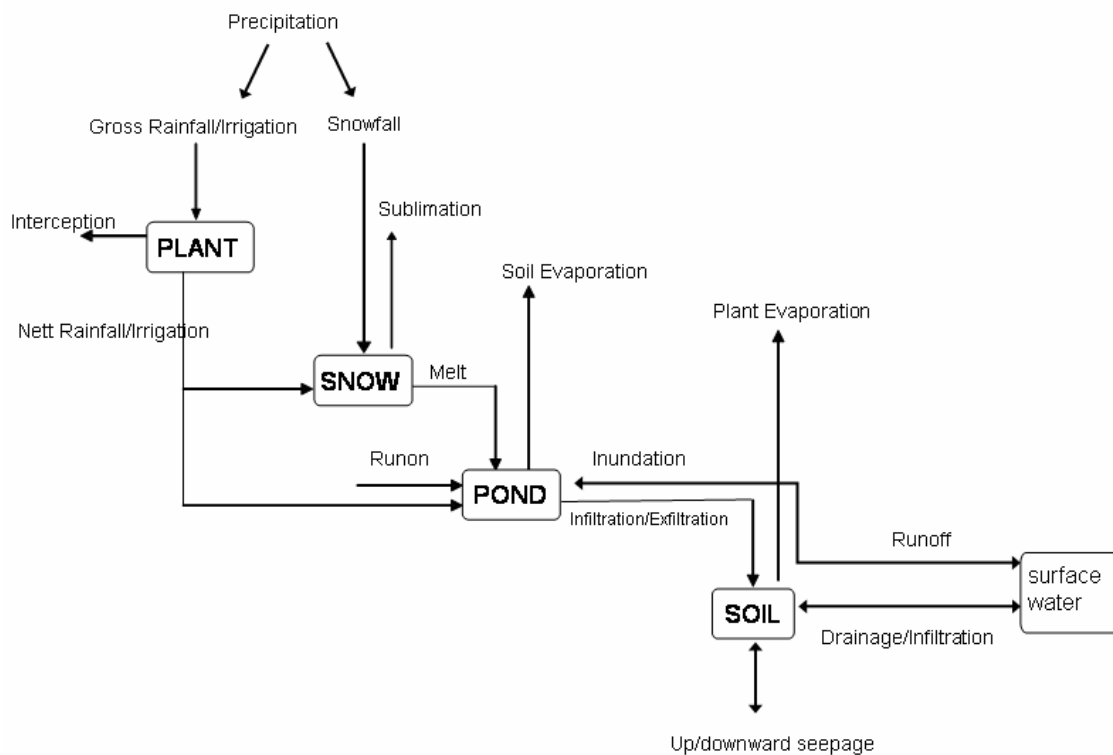 Precipitation
Gross Rainfall/Irrigation
Snowfall
Interception
Sublimation
PLANT
Soil Evaporation
Plant Evaporation
Nett Rainfall/Irrigation
SNOW
Melt
Runon
Inundation
POND
Infiltration/Exfiltration
Runoff
surface
water
SOIL
Drainage/Infiltration
Up/downward seepage